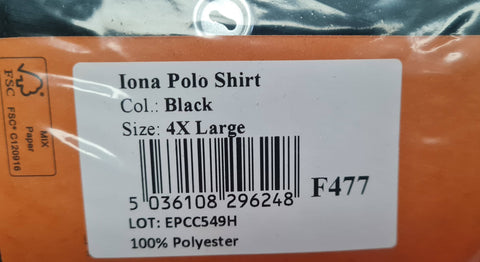 Iona Polo Shirt
Col.: Black
Size: 4X Large
5 036108 296248
F477
LOT: EPCC549H
100% Polyester
FSC
MIX
Paper
FSC® C120916